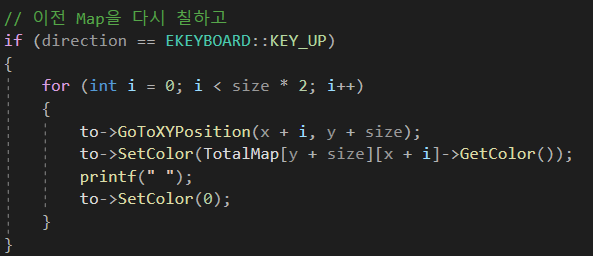 // 이전 Map을 다시 칠하고
if (direction == EKEYBOARD::KEY_UP)
{
for (int i = 0; i < size * 2; i++)
{
to->GoToXYPosition(x + i, y + size);
to->SetColor(TotalMap[y + size][x + i]->GetColor());
printf(" ");
to->SetColor(0);
}
}